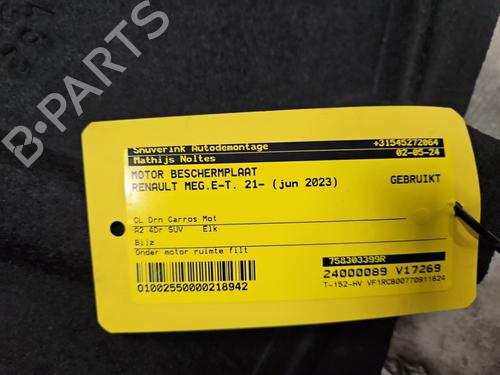 Snuverink Autodemontage +31545272064
Mathijs Noltes 02-05-24
MOTOR BESCHERMPLAAT
RENAULT MEG.E-T. 21- (jun 2023) GEBRUIKT
CL Drn Carros Mot
A2 4Dr SUV Elk
Bijz
Onder motor ruimte filt
758303399R
24000089 V17269
01002550000218942
T-152-HV VF1RCB00770911624
B-PARTS